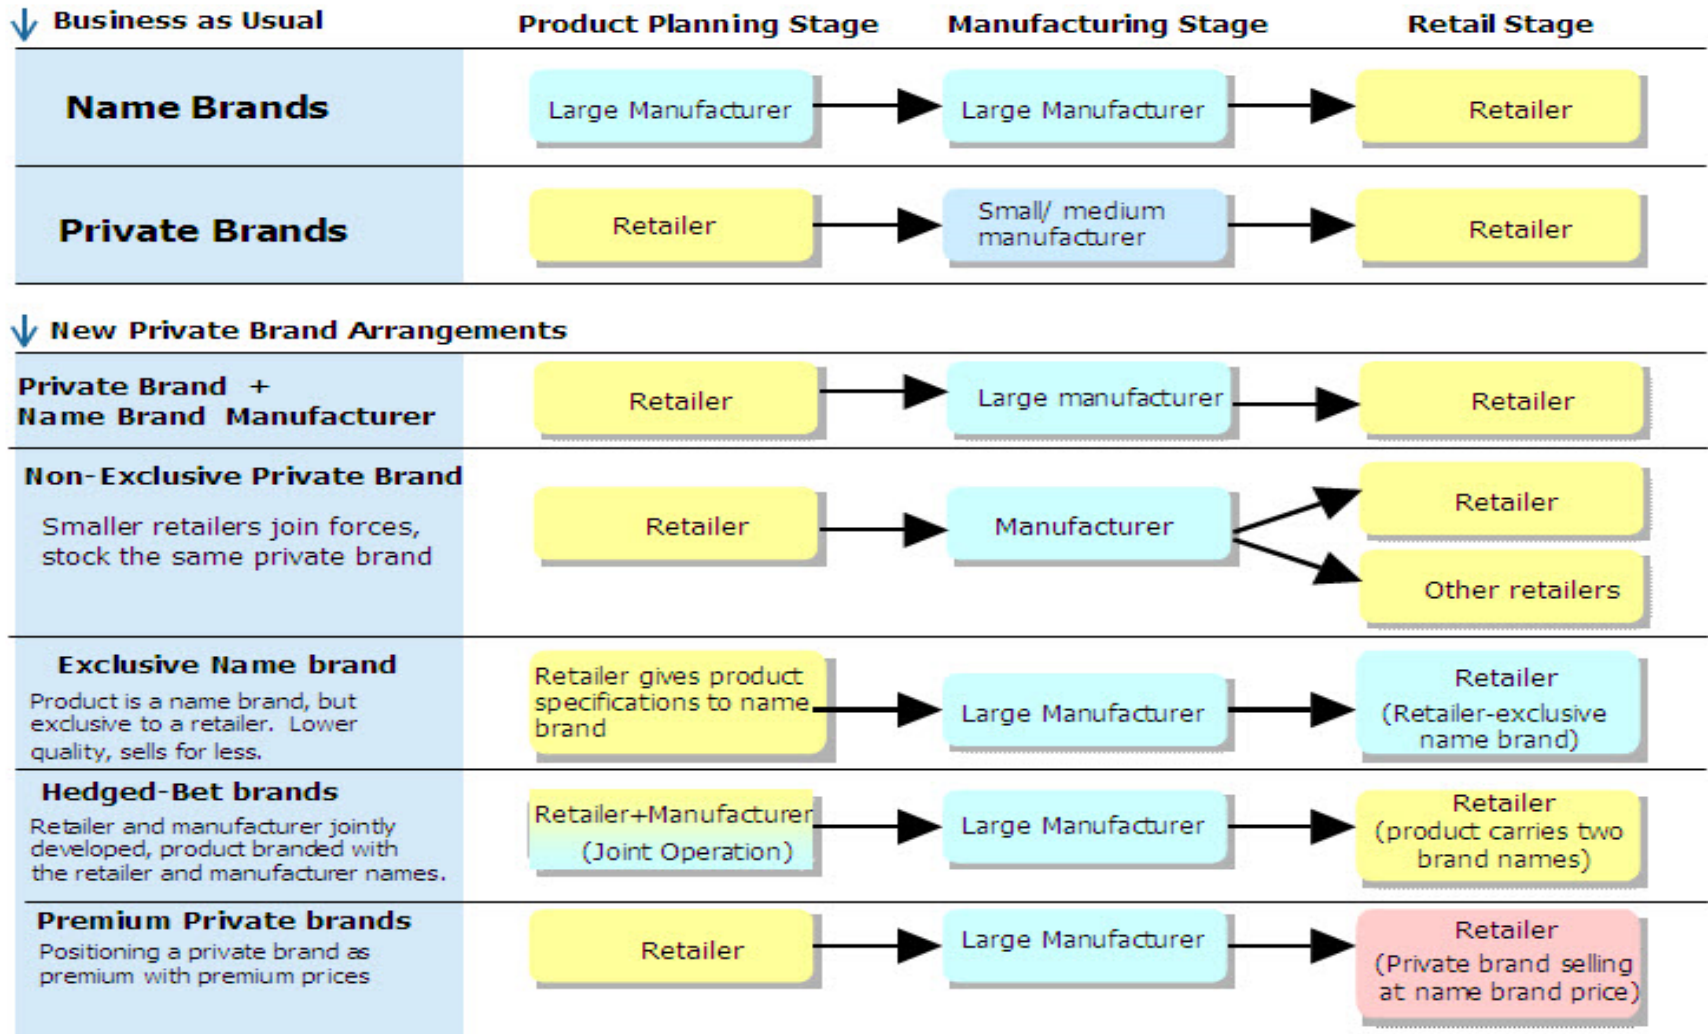 Business as Usual
Product Planning Stage
Manufacturing Stage
Retail Stage
Name Brands
Large Manufacturer
Large Manufacturer
Retailer
Private Brands
Retailer
Small/ medium
manufacturer
Retailer
New Private Brand Arrangements
Private Brand +
Name Brand Manufacturer
Retailer
Large manufacturer
Retailer
Non-Exclusive Private Brand
Smaller retailers join forces,
stock the same private brand
Retailer
Manufacturer
Retailer
Other retailers
Exclusive Name brand
Product is a name brand, but
exclusive to a retailer. Lower
quality, sells for less.
Retailer gives product
specifications to name
brand
Large Manufacturer
Retailer
(Retailer-exclusive
name brand)
Hedged-Bet brands
Retailer and manufacturer jointly
developed, product branded with
the retailer and manufacturer names.
Retailer+Manufacturer
(Joint Operation)
Large Manufacturer
Retailer
(product carries two
brand names)
Premium Private brands
Positioning a private brand as
premium with premium prices
Retailer
Large Manufacturer
Retailer
(Private brand selling
at name brand price)